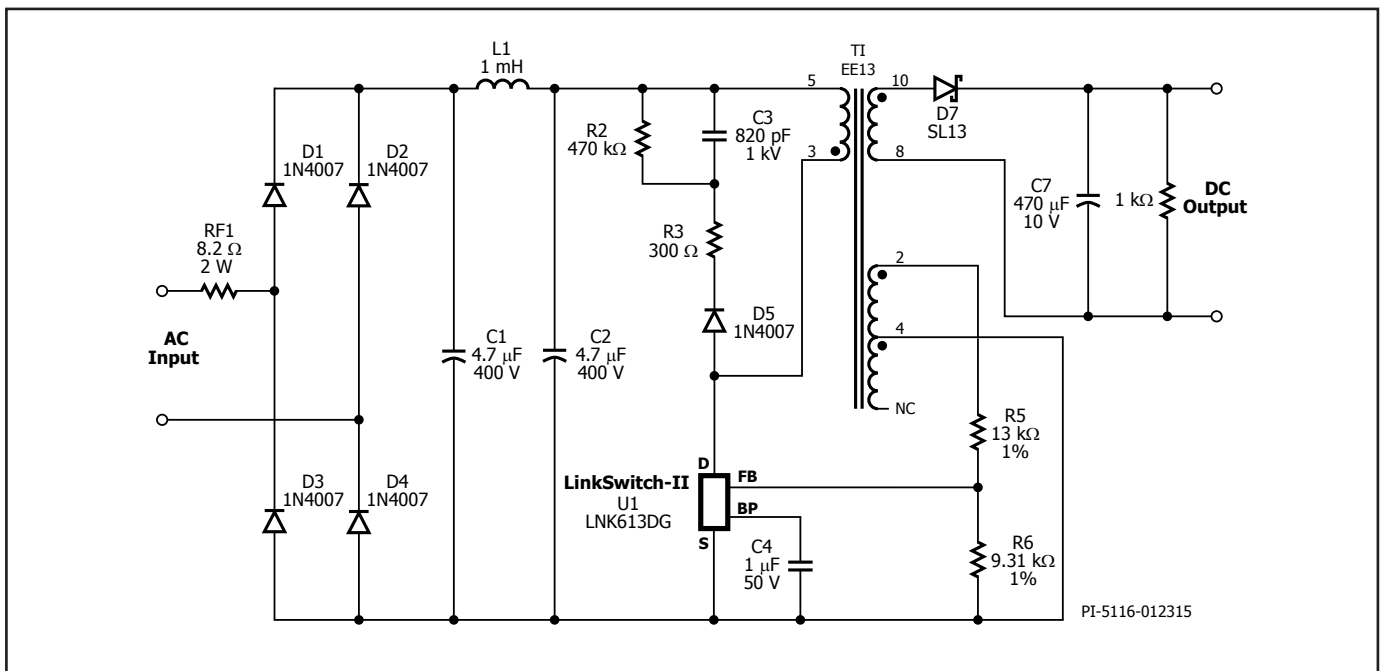 L1
1 mH
TI
EE13
5
10
D7
SL13
R2
470 kΩ
C3
820 pF
1 kV
3
8
D1
1N4007
D2
1N4007
C7
470 µF
10 V
1 kΩ
DC
Output
RF1
8.2 Ω
2 W
R3
300 Ω
2
AC
Input
C1
4.7 µF
400 V
C2
4.7 µF
400 V
D5
1N4007
4
NC
R5
13 kΩ
1%
D3
1N4007
D4
1N4007
LinkSwitch-II
U1
LNK613DG
D
FB
BP
S
C4
1 µF
50 V
R6
9.31 kΩ
1%
PI-5116-012315